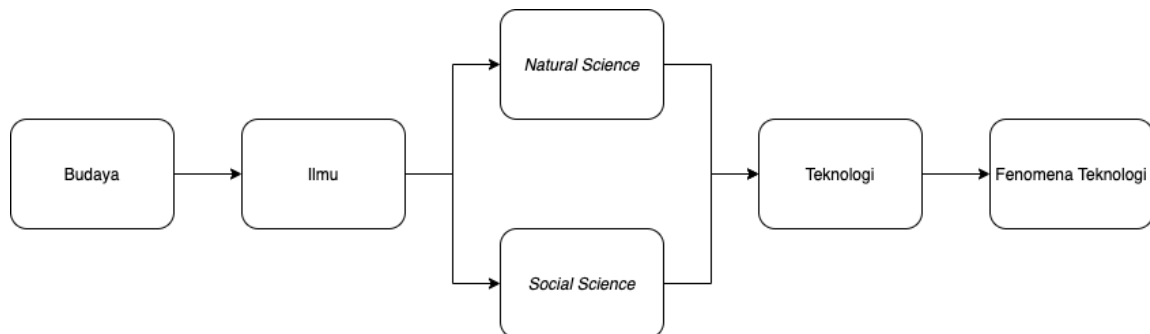 Budaya
Ilmu
Natural Science
Social Science
Teknologi
Fenomena Teknologi